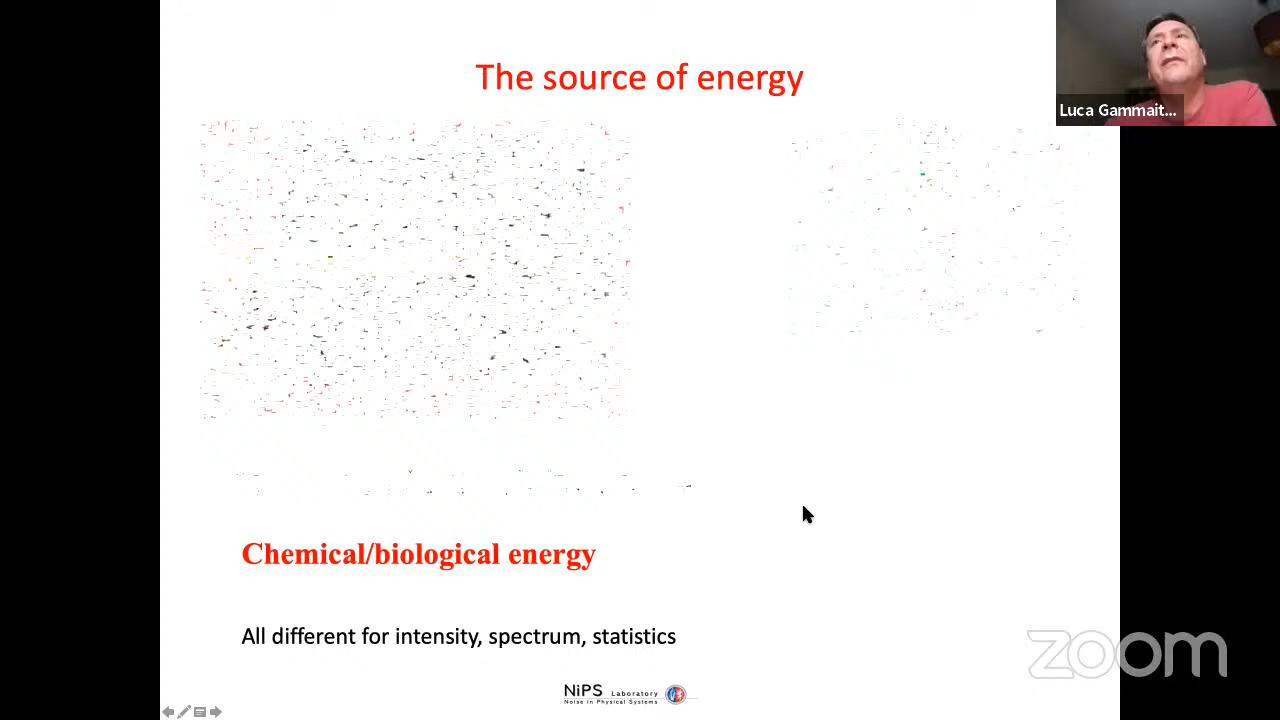 The source of energy
Luca Gammait...
Chemical/biological energy
All different for intensity, spectrum, statistics
zoom
NiPS Laboratory
Noise in Physical Systems